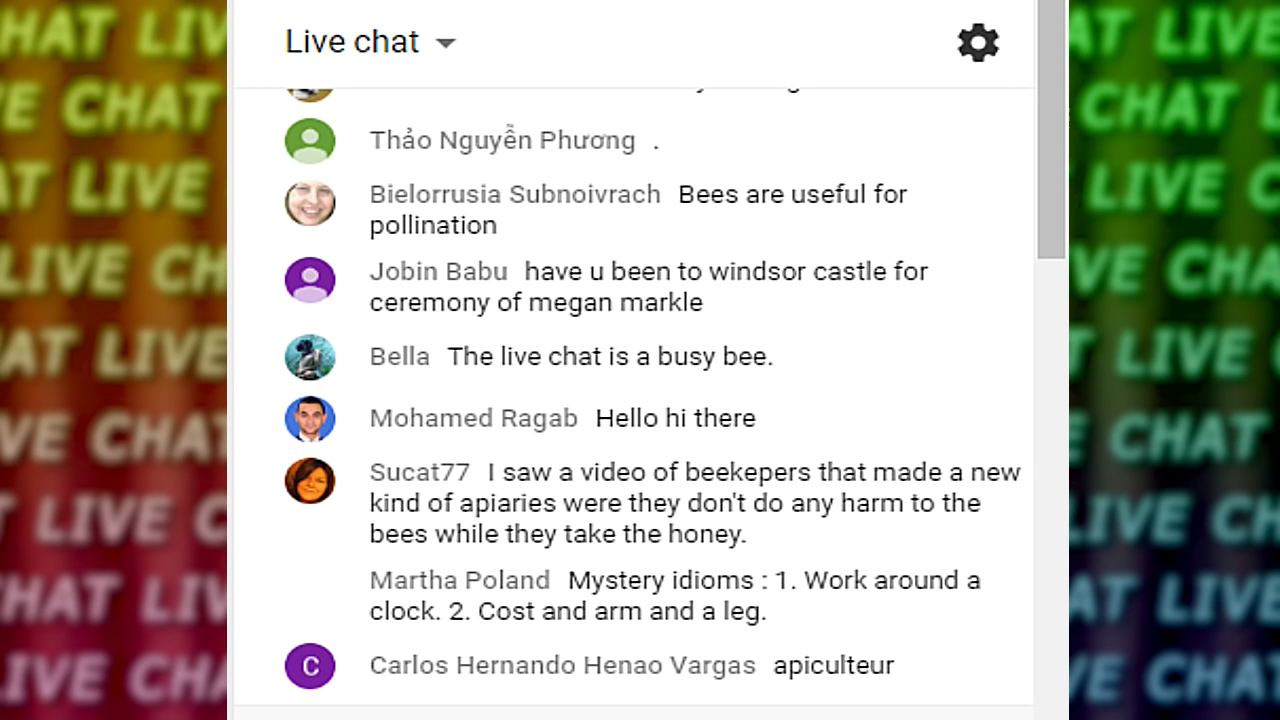 Live chat
Thảo Nguyễn Phương .
Bielorrusia Subnoivrach Bees are useful for
pollination
Jobin Babu have u been to windsor castle for
ceremony of megan markle
Bella The live chat is a busy bee.
Mohamed Ragab Hello hi there
Sucat77 I saw a video of beekepers that made a new
kind of apiaries were they don't do any harm to the
bees while they take the honey.
Martha Poland Mystery idioms : 1. Work around a
clock. 2. Cost and arm and a leg.
C Carlos Hernando Henao Vargas apiculteur